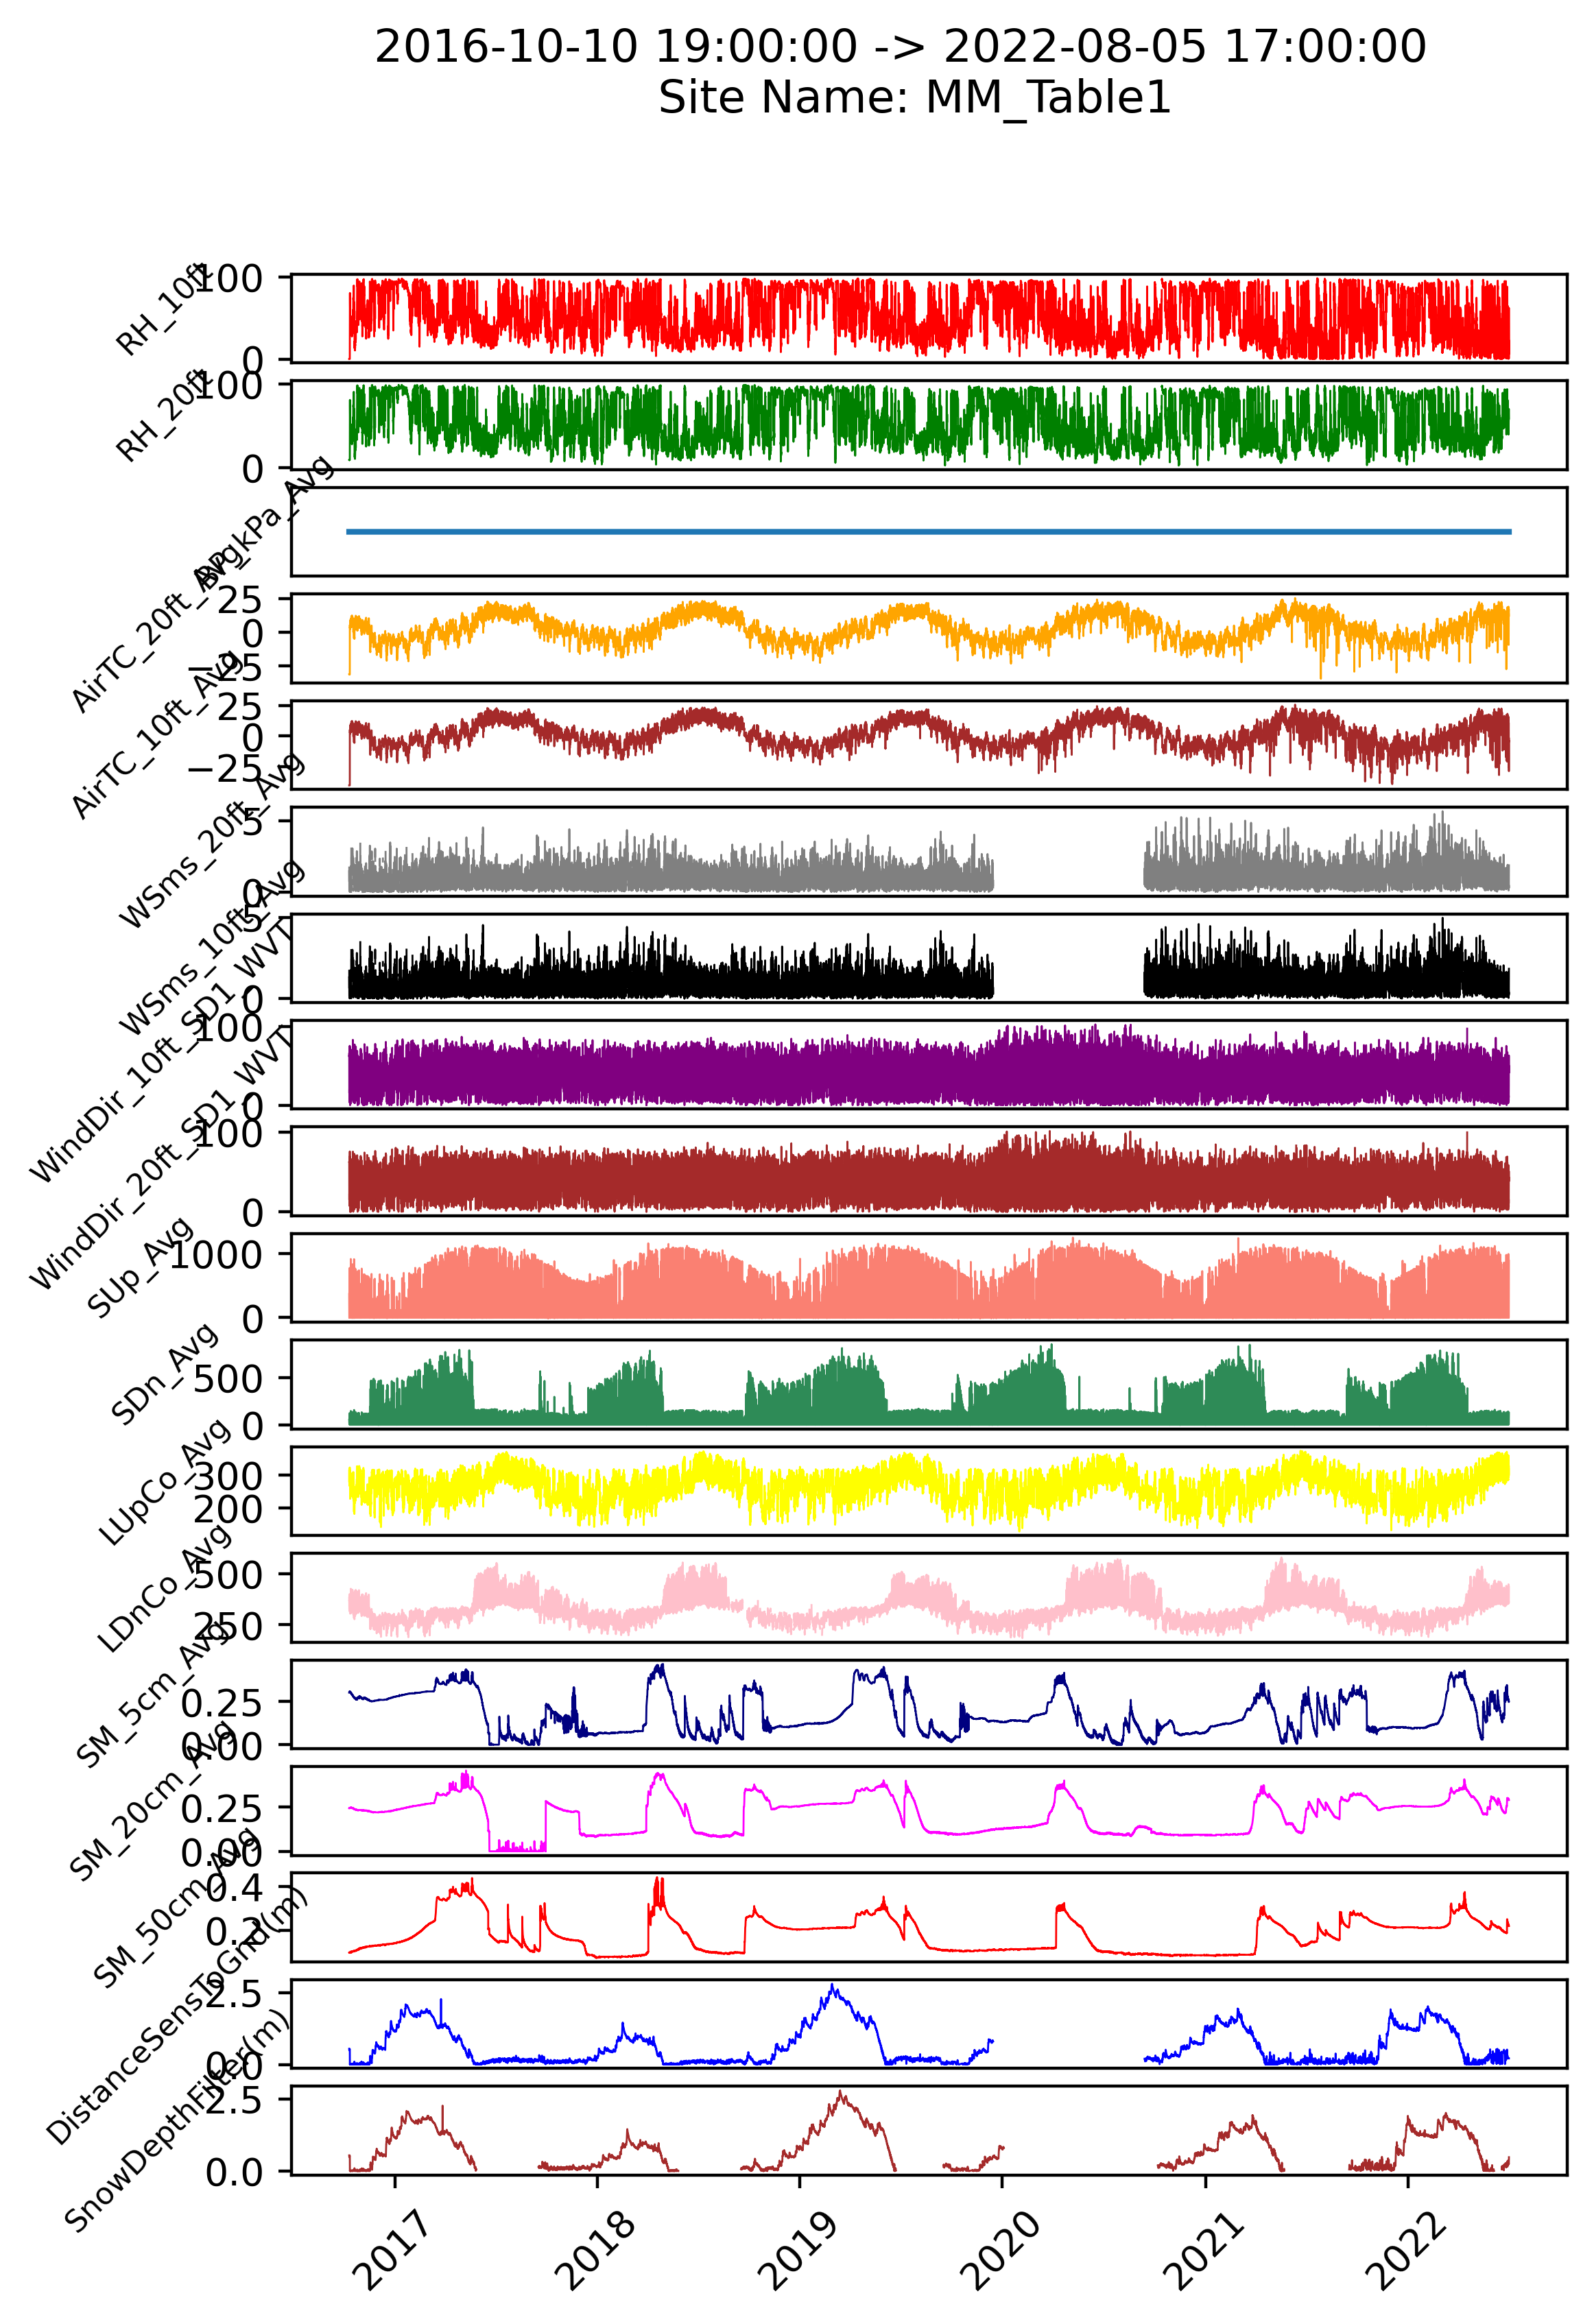 2016-10-10 19:00:00 -> 2022-08-05 17:00:00
Site Name: MM_Table1
RH_10ft
100
0
RH_20ft
100
0
BP_kPa_Avg
AirTC_20ft_Avg
25
0
−25
AirTC_10ft_Avg
25
0
−25
WSms_20ft_Avg
5
0
WSms_10ft_Avg
5
0
WindDir_10ft_SD1_WVT
100
0
WindDir_20ft_SD1_WVT
100
0
SUp_Avg
1000
0
SDn_Avg
500
0
LUpCo_Avg
300
200
LDnCo_Avg
500
250
SM_5cm_Avg
0.25
0.00
SM_20cm_Avg
0.25
0.00
SM_50cm_Avg
0.4
0.2
DistanceSensToGnd(m)
2.5
0.0
SnowDepthFilter(m)
2.5
0.0
2017
2018
2019
2020
2021
2022